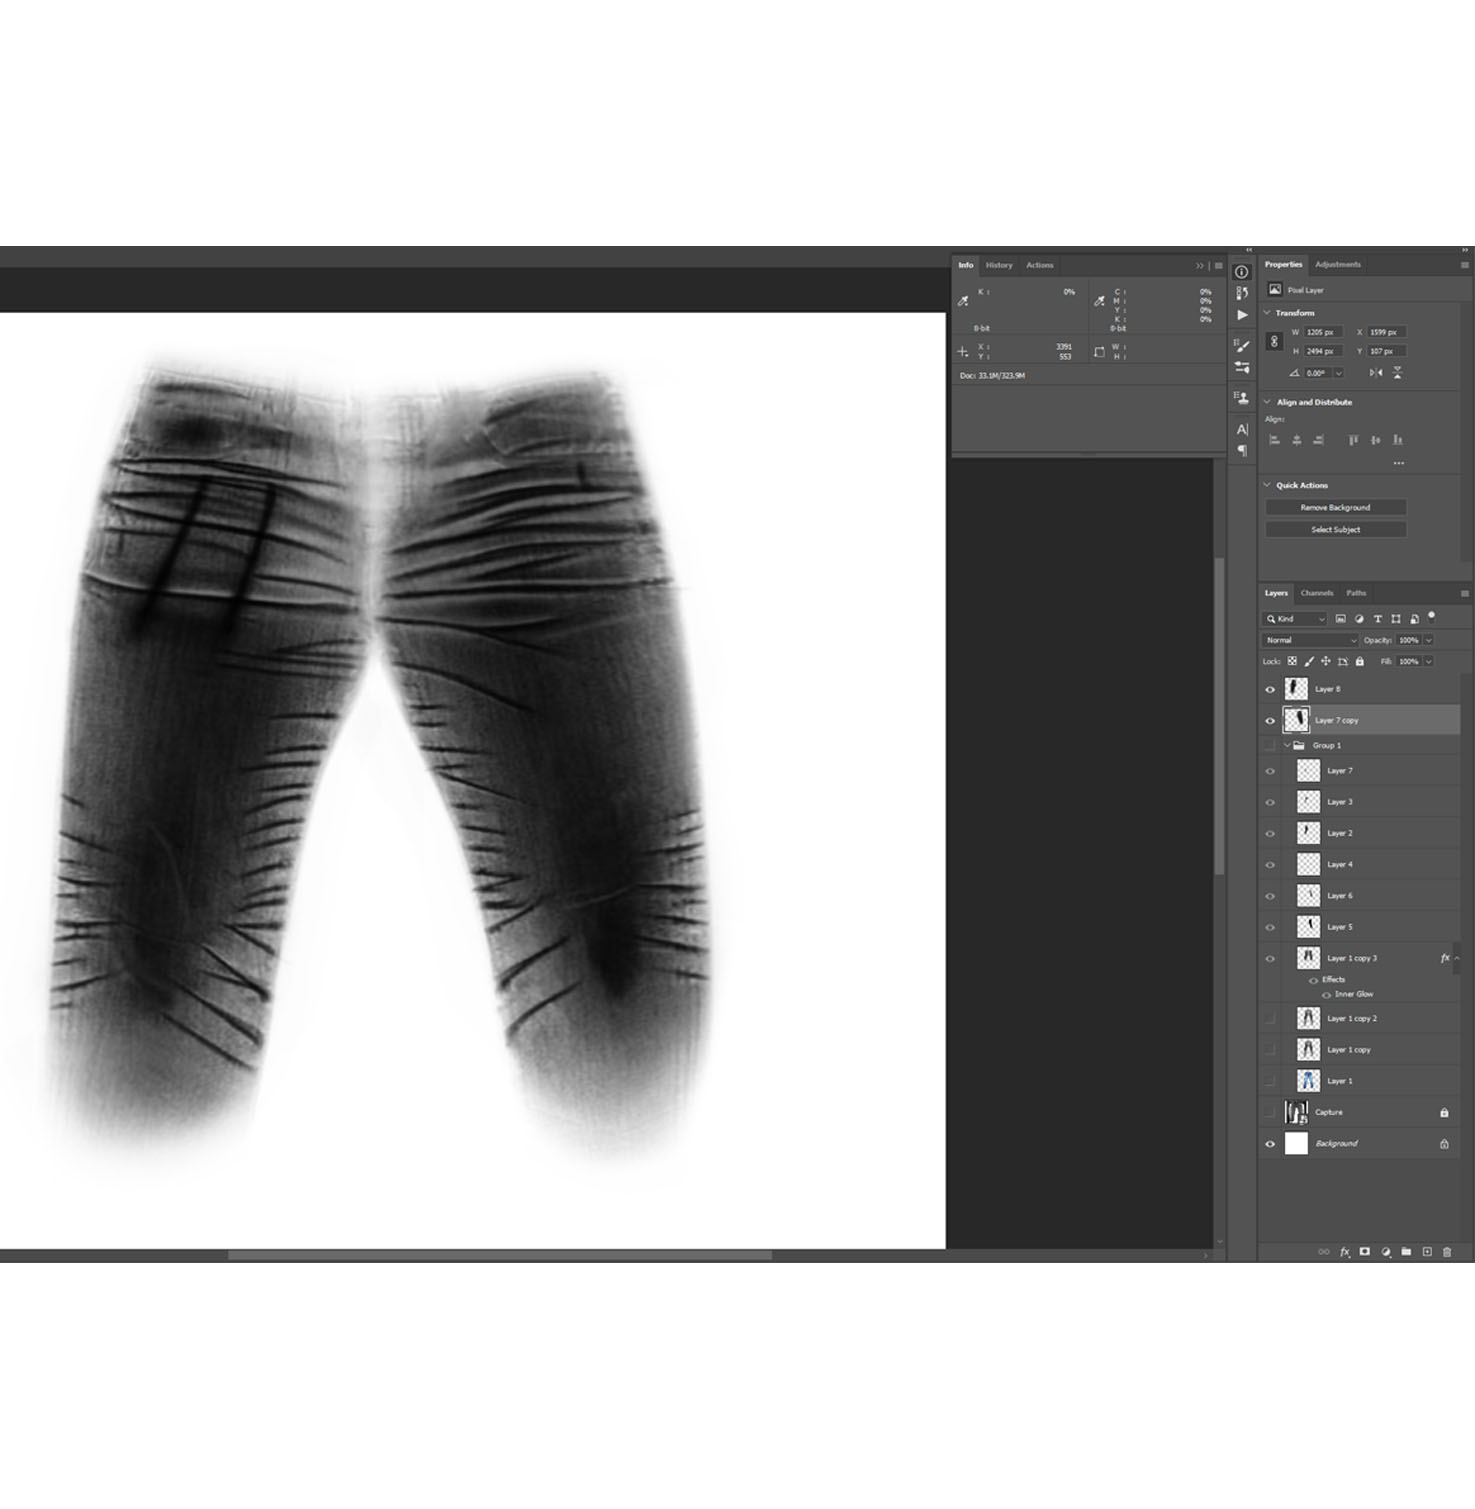 Info History Actions
K : 0%
C : 0%
M : 0%
Y : 0%
K : 0%
8-bit 8-bit
X : 3391
Y : 553
W :
H :
Doc: 33.1M/323.9M
Properties Adjustments
Pixel Layer
Transform
W 1205 px X 1599 px
H 2494 px Y 107 px
0.00°
Align and Distribute
Align:
Quick Actions
Remove Background
Select Subject
Layers Channels Paths
Kind
Normal Opacity: 100%
Lock: Fill: 100%
Layer 8
Layer 7 copy
Group 1
Layer 7
Layer 3
Layer 2
Layer 4
Layer 6
Layer 5
Layer 1 copy 3 fx
Effects
Inner Glow
Layer 1 copy 2
Layer 1 copy
Layer 1
Capture
Background
fx